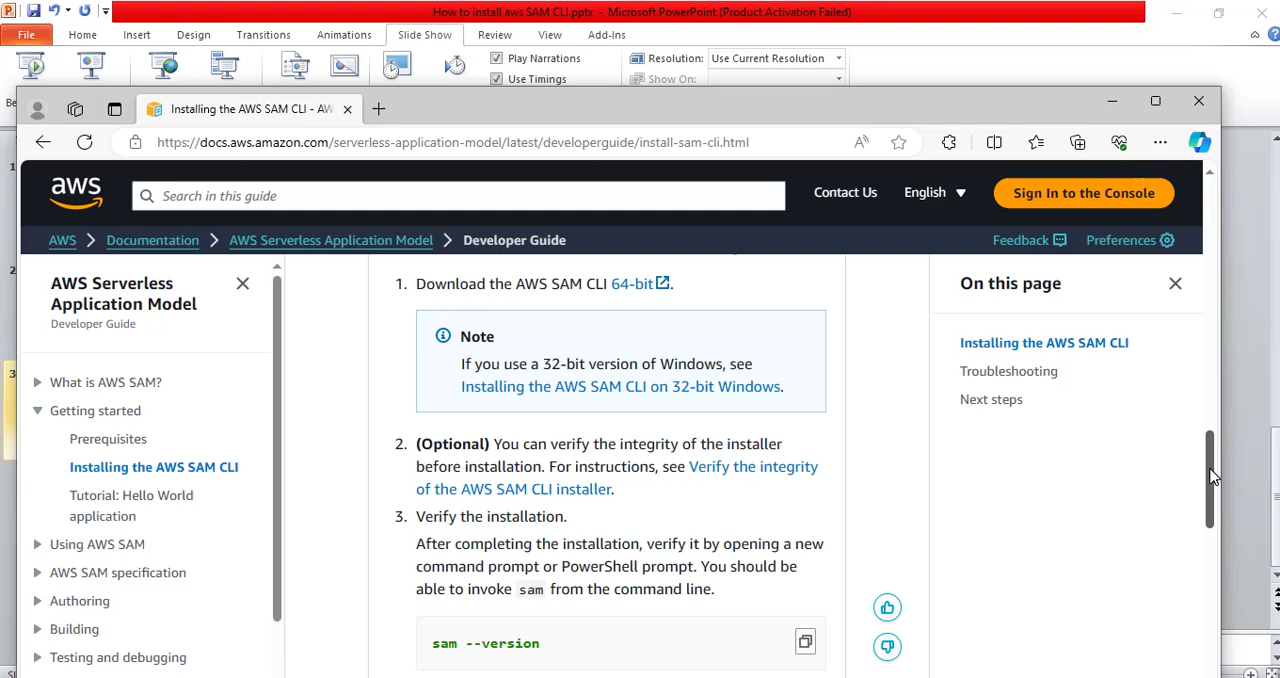 How to install aws SAM CLI.pptx - Microsoft PowerPoint (Product Activation Failed)
File Home Insert Design Transitions Animations Slide Show Review View Add-Ins
Play Narrations
Use Timings
Resolution: Use Current Resolution
Show On:
Installing the AWS SAM CLI - AW
https://docs.aws.amazon.com/serverless-application-model/latest/developerguide/install-sam-cli.html
aws
Search in this guide
Contact Us
English
Sign In to the Console
AWS > Documentation > AWS Serverless Application Model > Developer Guide
Feedback
Preferences
AWS Serverless
Application Model
Developer Guide
What is AWS SAM?
Getting started
Prerequisites
Installing the AWS SAM CLI
Tutorial: Hello World
application
Using AWS SAM
AWS SAM specification
Authoring
Building
Testing and debugging
1. Download the AWS SAM CLI 64-bit.
Note
If you use a 32-bit version of Windows, see
Installing the AWS SAM CLI on 32-bit Windows.
2. (Optional) You can verify the integrity of the installer
before installation. For instructions, see Verify the integrity
of the AWS SAM CLI installer.
3. Verify the installation.
After completing the installation, verify it by opening a new
command prompt or PowerShell prompt. You should be
able to invoke sam from the command line.
sam --version
On this page
Installing the AWS SAM CLI
Troubleshooting
Next steps
1
2
3